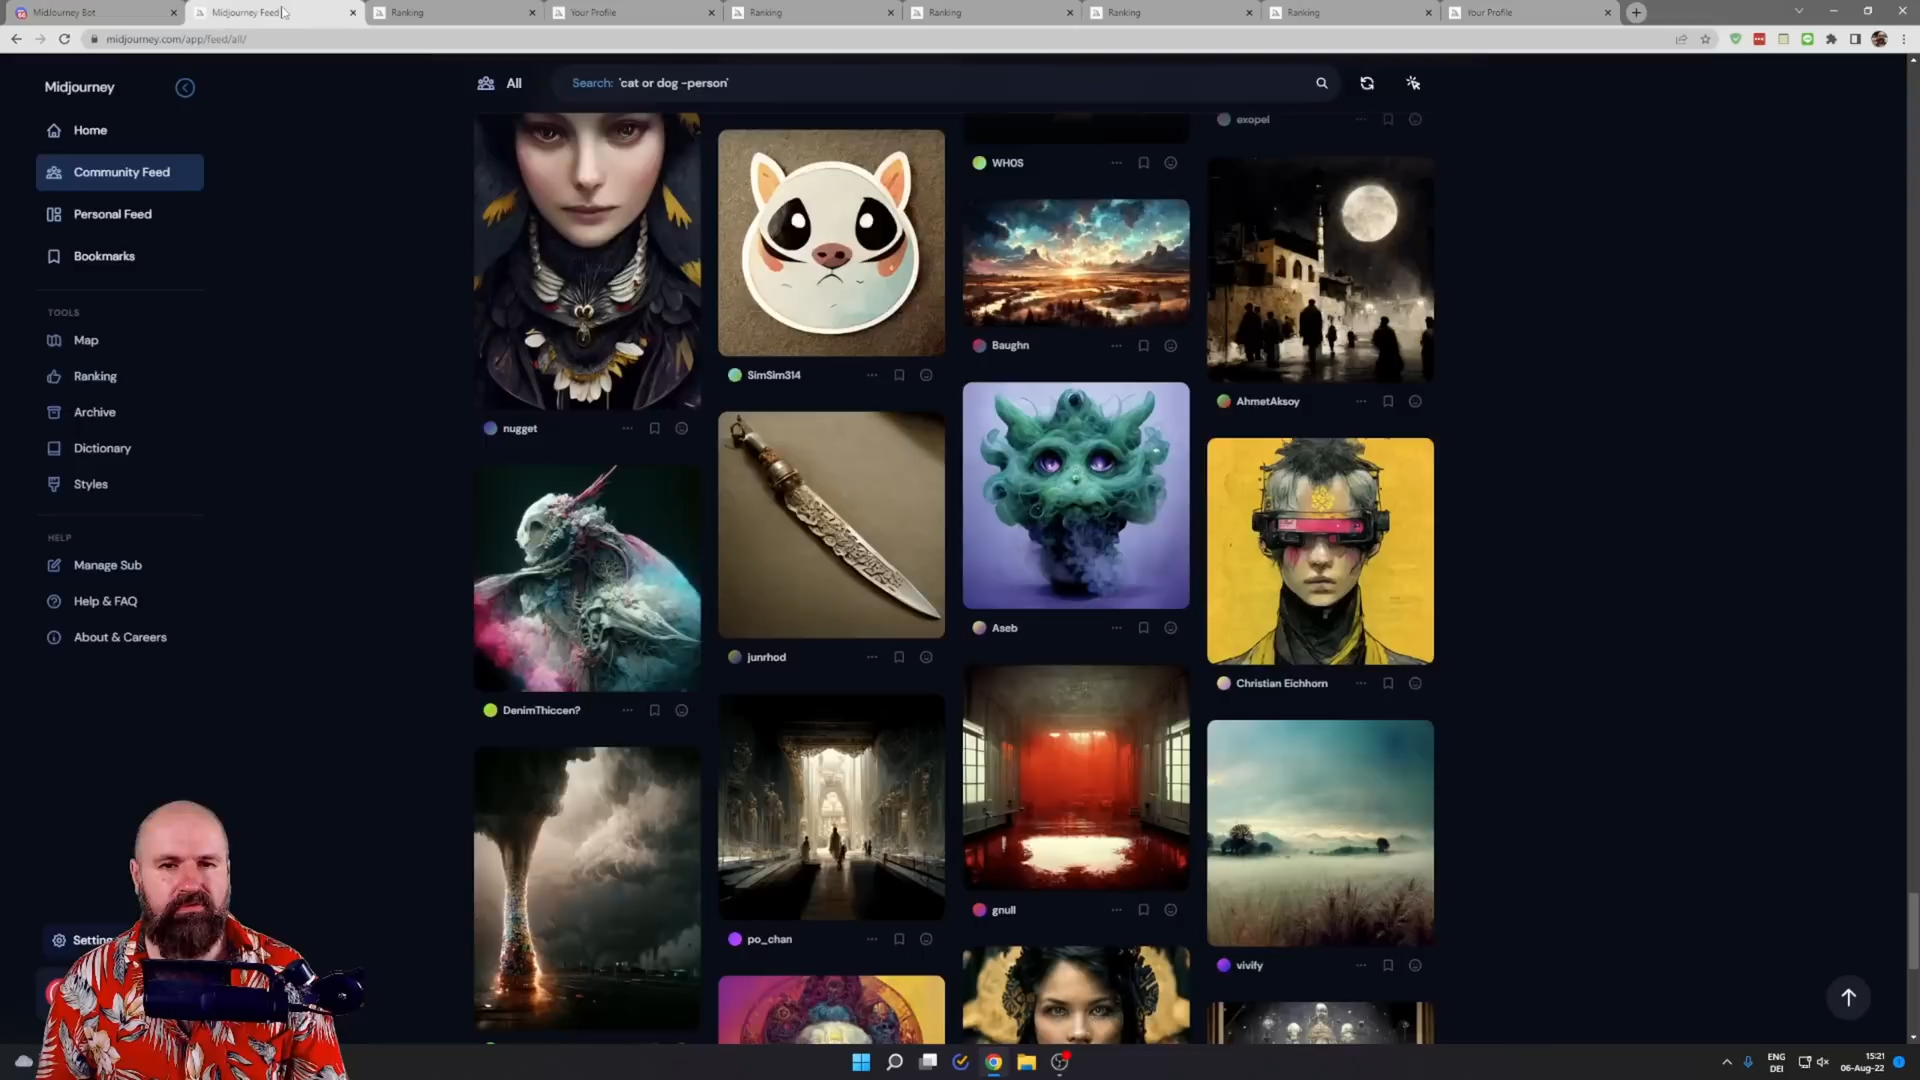 MidJourney Bot
Midjourney Feed
Ranking
Your Profile
Ranking
Ranking
Ranking
Ranking
Your Profile
midjourney.com/app/feed/all/
Midjourney
All
Search: 'cat or dog -person'
Home
Community Feed
Personal Feed
Bookmarks
TOOLS
Map
Ranking
Archive
Dictionary
Styles
HELP
Manage Sub
Help & FAQ
About & Careers
Setting
nugget
DenimThiccen?
SimSim314
junrhod
po_chan
WHOS
Baughn
Aseb
gnull
exopel
AhmetAksoy
Christian Eichhorn
vivify
ENG
DEI
15:21
06-Aug-22